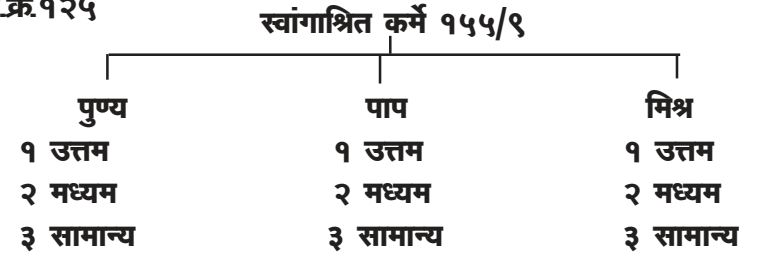 .क्र.१२५
स्वांगाश्रित कर्मे १५५/९
पुण्य पाप मिश्र
१ उत्तम १ उत्तम १ उत्तम
२ मध्यम २ मध्यम २ मध्यम
३ सामान्य ३ सामान्य ३ सामान्य